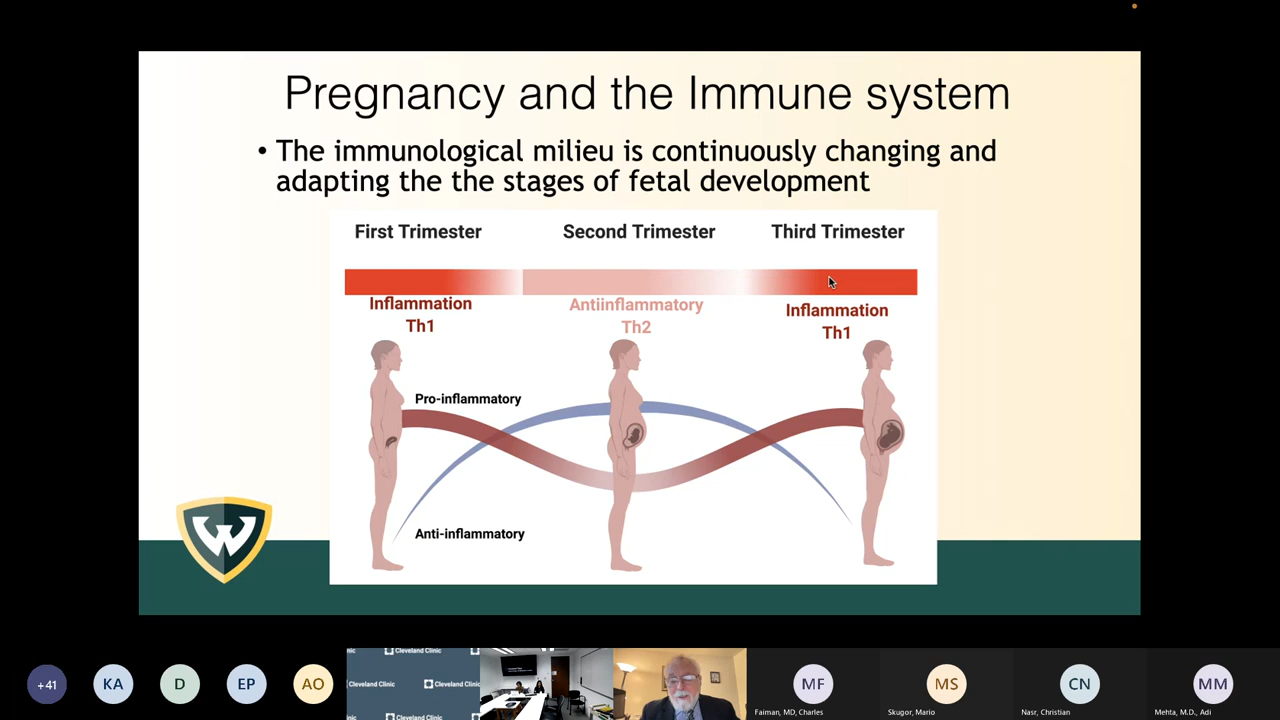 Pregnancy and the Immune system
• The immunological milieu is continuously changing and
adapting the the stages of fetal development
First Trimester
Second Trimester
Third Trimester
Inflammation
Th1
Antiinflammatory
Th2
Inflammation
Th1
Pro-inflammatory
Anti-inflammatory
W
+41
KA
D
EP
AO
Cleveland Clinic
Cleveland Clinic
Cleveland Clinic
MF
MS
CN
MM
Faiman, MD, Charles
Skugor, Mario
Nasr, Christian
Mehta, M.D., Adi